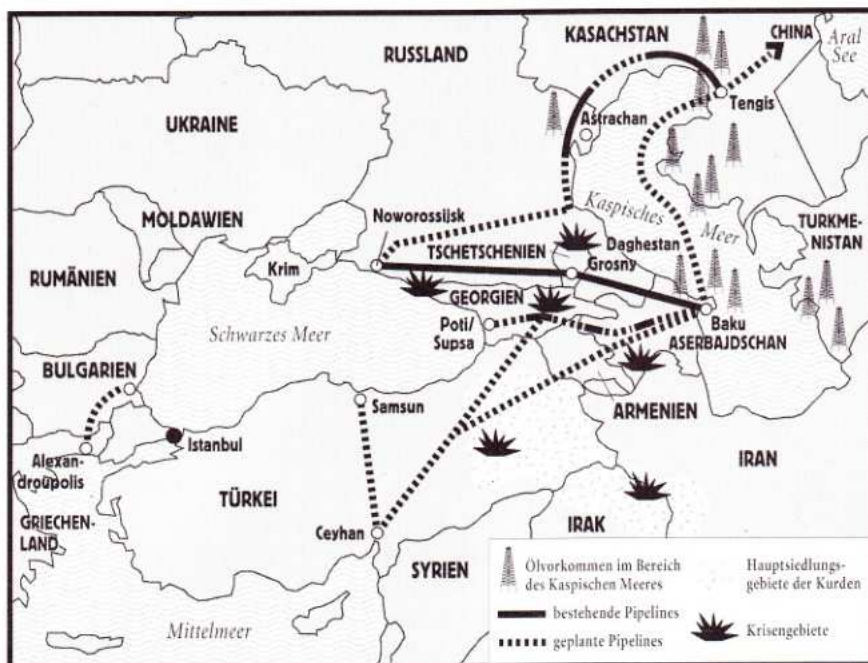 KASACHSTAN
CHINA
Aral
See
RUSSLAND
Tengis
Astrachan
UKRAINE
Kaspisches
Meer
MOLDAWIEN
Noworossijsk
TURKME-
NISTAN
TSCHETSCHENIEN
Daghestan
Grosny
Krim
RUMÄNIEN
GEORGIEN
Schwarzes Meer
Poti/
Supsa
Baku
ASERBAJDSCHAN
BULGARIEN
Samsun
ARMENIEN
Istanbul
Alexan-
droupolis
IRAN
TÜRKEI
GRIECHEN-
LAND
Ceyhan
IRAK
SYRIEN
Mittelmeer
Ölvorkommen im Bereich
des Kaspischen Meeres
Hauptsiedlungs-
gebiete der Kurden
bestehende Pipelines
geplante Pipelines
Krisengebiete